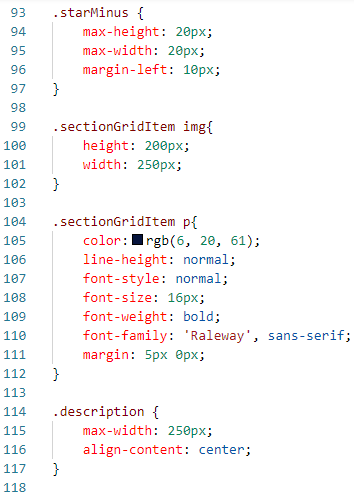 93 .starMinus {
94 max-height: 20px;
95 max-width: 20px;
96 margin-left: 10px;
97 }
98
99 .sectionGridItem img{
100 height: 200px;
101 width: 250px;
102 }
103
104 .sectionGridItem p{
105 color: rgb(6, 20, 61);
106 line-height: normal;
107 font-style: normal;
108 font-size: 16px;
109 font-weight: bold;
110 font-family: 'Raleway', sans-serif;
111 margin: 5px 0px;
112 }
113
114 .description {
115 max-width: 250px;
116 align-content: center;
117 }
118